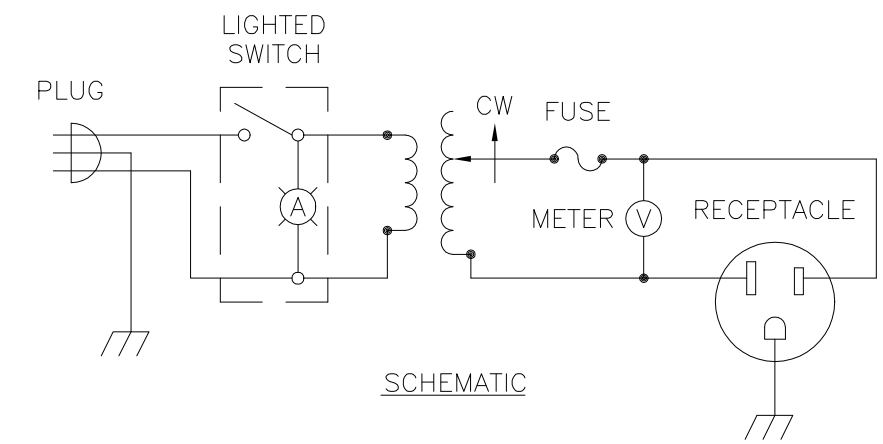 LIGHTED
SWITCH
PLUG
CW
FUSE
A
METER
V
RECEPTACLE
SCHEMATIC